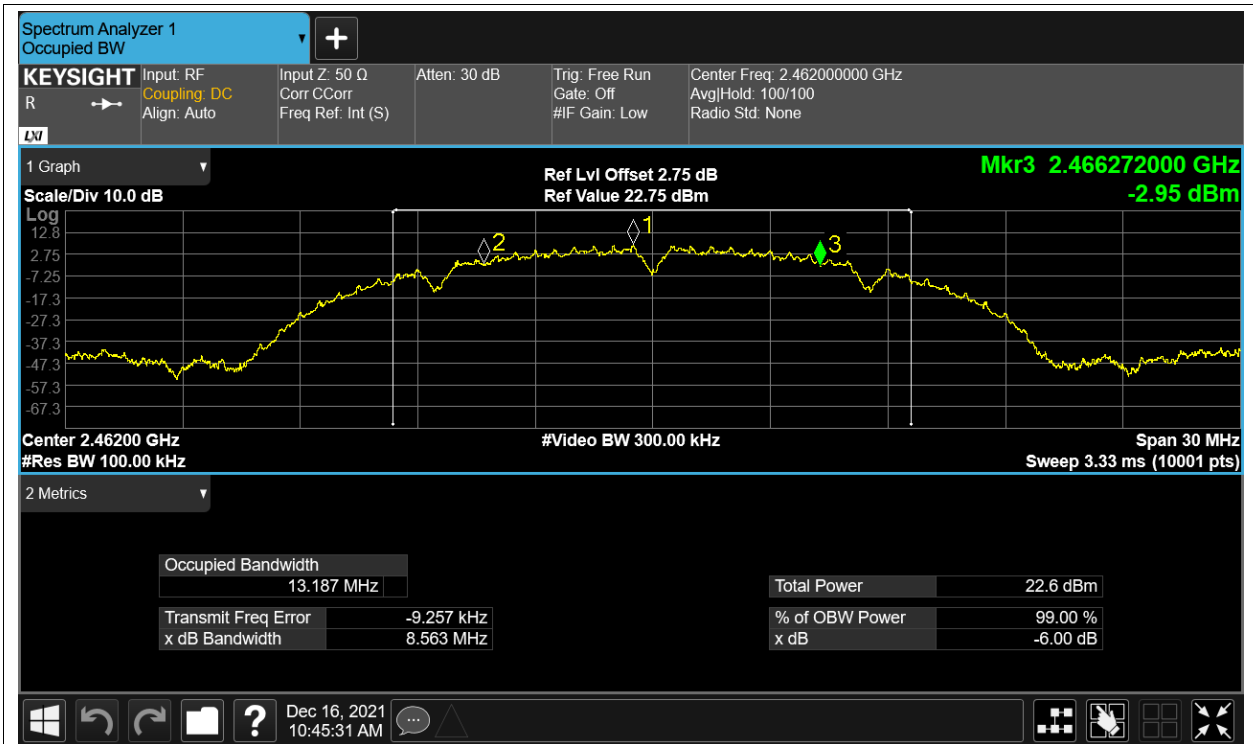 Spectrum Analyzer 1
Occupied BW
KEYSIGHT
R
LXI
Input: RF
Coupling: DC
Align: Auto
Input Z: 50 Ω
Corr CCorr
Freq Ref: Int (S)
Atten: 30 dB
Trig: Free Run
Gate: Off
#IF Gain: Low
Center Freq: 2.462000000 GHz
Avg|Hold: 100/100
Radio Std: None
1 Graph
Scale/Div 10.0 dB
Ref Lvl Offset 2.75 dB
Ref Value 22.75 dBm
Mkr3 2.466272000 GHz
-2.95 dBm
Log
12.8
2.75
-7.25
-17.3
-27.3
-37.3
-47.3
-57.3
-67.3
2
1
3
Center 2.46200 GHz
#Video BW 300.00 kHz
Span 30 MHz
#Res BW 100.00 kHz
Sweep 3.33 ms (10001 pts)
2 Metrics
Occupied Bandwidth
13.187 MHz
Transmit Freq Error -9.257 kHz
x dB Bandwidth 8.563 MHz
Total Power 22.6 dBm
% of OBW Power 99.00 %
x dB -6.00 dB
?
Dec 16, 2021
10:45:31 AM